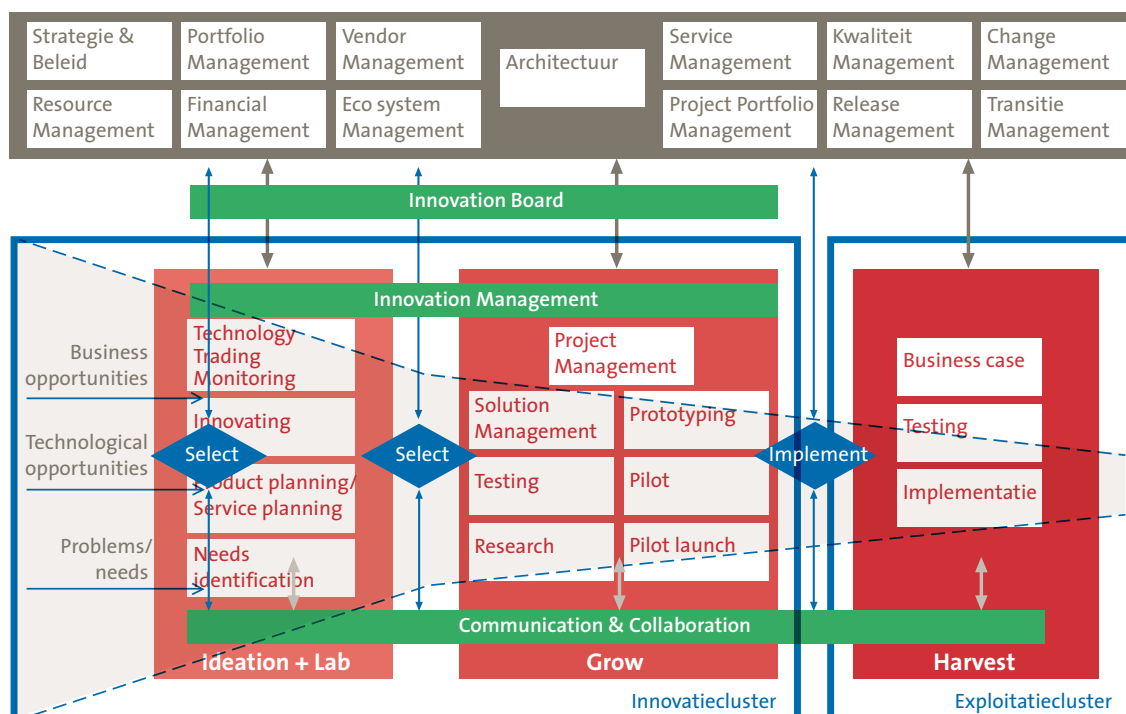 Strategie &
Beleid
Portfolio
Management
Vendor
Management
Architectuur
Service
Management
Kwaliteit
Management
Change
Management
Resource
Management
Financial
Management
Eco system
Management
Project Portfolio
Management
Release
Management
Transitie
Management
Innovation Board
Innovation Management
Technology
Trading
Monitoring
Project
Management
Business
opportunities
Business case
Innovating
Solution
Management
Prototyping
Testing
Technological
opportunities
Select
Select
Implement
Product planning/
Service planning
Testing
Pilot
Implementatie
Problems/
needs
Needs
identification
Research
Pilot launch
Communication & Collaboration
Ideation + Lab
Grow
Harvest
Innovatiecluster
Exploitatiecluster